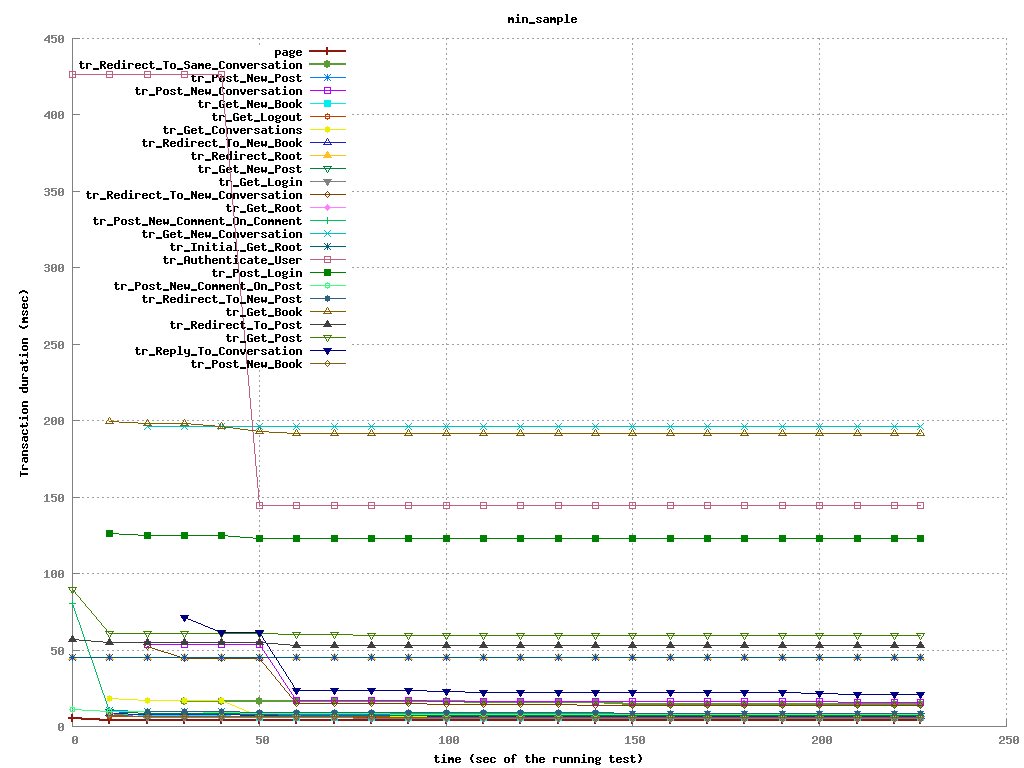 min_sample
450
400
350
300
250
200
150
100
50
0
Transaction duration (msec)
page
tr_Redirect_To_Same_Conversation
tr_Post_New_Post
tr_Post_New_Conversation
tr_Get_New_Book
tr_Get_Logout
tr_Get_Conversations
tr_Redirect_To_New_Book
tr_Redirect_Root
tr_Get_New_Post
tr_Get_Login
tr_Redirect_To_New_Conversation
tr_Get_Root
tr_Post_New_Comment_On_Comment
tr_Get_New_Conversation
tr_Initial_Get_Root
tr_Authenticate_User
tr_Post_Login
tr_Post_New_Comment_On_Post
tr_Redirect_To_New_Post
tr_Get_Book
tr_Redirect_To_Post
tr_Get_Post
tr_Reply_To_Conversation
tr_Post_New_Book
0 50 100 150 200 250
time (sec of the running test)